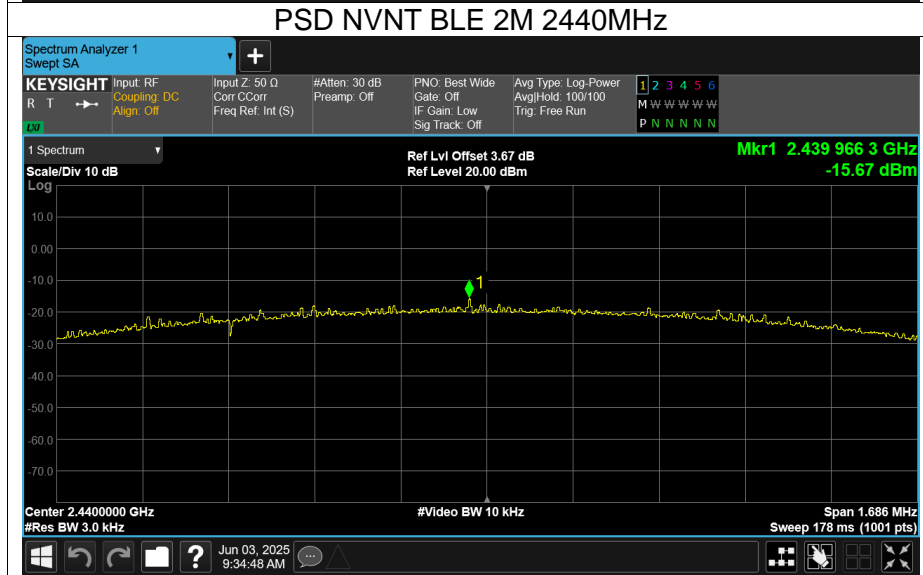 PSD NVNT BLE 2M 2440MHz
Spectrum Analyzer 1
Swept SA
+
KEYSIGHT
R T
LXI
Input: RF
Coupling: DC
Align: Off
Input Z: 50 Ω
Corr CCorr
Freq Ref: Int (S)
#Atten: 30 dB
Preamp: Off
PNO: Best Wide
Gate: Off
IF Gain: Low
Sig Track: Off
Avg Type: Log-Power
Avg|Hold: 100/100
Trig: Free Run
1 2 3 4 5 6
M W W W W W
P N N N N N
1 Spectrum
Scale/Div 10 dB
Log
Ref Lvl Offset 3.67 dB
Ref Level 20.00 dBm
Mkr1 2.439 966 3 GHz
-15.67 dBm
10.0
0.00
-10.0
-20.0
-30.0
-40.0
-50.0
-60.0
-70.0
1
Center 2.4400000 GHz
#Res BW 3.0 kHz
#Video BW 10 kHz
Span 1.686 MHz
Sweep 178 ms (1001 pts)
?
Jun 03, 2025
9:34:48 AM